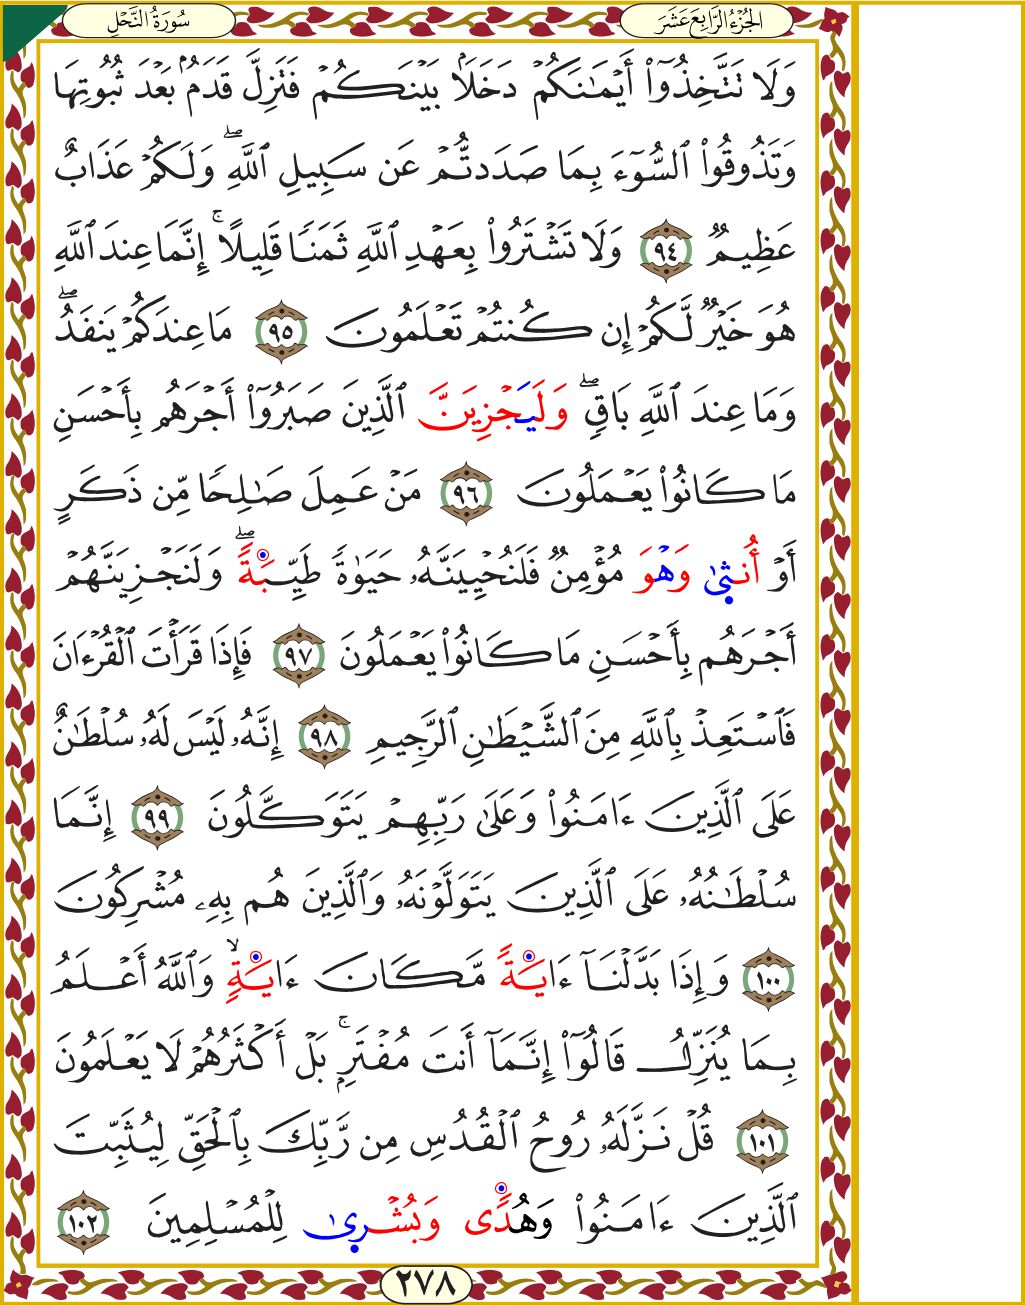 الجُزْءُ الرَّابِعَ عَشَرَ
سُورَةُ النَّحْلِ
وَلَا تَتَّخِذُوٓا۟ أَيْمَٰنَكُمْ دَخَلًۢا بَيْنَكُمْ فَتَزِلَّ قَدَمٌۢ بَعْدَ ثُبُوتِهَا
وَتَذُوقُوا۟ ٱلسُّوٓءَ بِمَا صَدَدتُّمْ عَن سَبِيلِ ٱللَّهِ ۖ وَلَكُمْ عَذَابٌ
عَظِيمٌ ٩٤ وَلَا تَشْتَرُوا۟ بِعَهْدِ ٱللَّهِ ثَمَنًا قَلِيلًا ۚ إِنَّمَا عِندَ ٱللَّهِ
هُوَ خَيْرٌ لَّكُمْ إِن كُنتُمْ تَعْلَمُونَ ٩٥ مَا عِندَكُمْ يَنفَدُ ۖ
وَمَا عِندَ ٱللَّهِ بَاقٍ ۖ وَلَيَجْزِيَنَّ ٱلَّذِينَ صَبَرُوٓا۟ أَجْرَهُم بِأَحْسَنِ
مَا كَانُوا۟ يَعْمَلُونَ ٩٦ مَنْ عَمِلَ صَٰلِحًا مِّن ذَكَرٍ
أَوْ أُنثِىٰ وَهْوَ مُؤْمِنٌ فَلَنُحْيِيَنَّهُۥ حَيَوٰةً طَيِّبَةً ۖ وَلَنَجْزِيَنَّهُمْ
أَجْرَهُم بِأَحْسَنِ مَا كَانُوا۟ يَعْمَلُونَ ٩٧ فَإِذَا قَرَأْتَ ٱلْقُرْءَانَ
فَٱسْتَعِذْ بِٱللَّهِ مِنَ ٱلشَّيْطَٰنِ ٱلرَّجِيمِ ٩٨ إِنَّهُۥ لَيْسَ لَهُۥ سُلْطَٰنٌ
عَلَى ٱلَّذِينَ ءَامَنُوا۟ وَعَلَىٰ رَبِّهِمْ يَتَوَكَّلُونَ ٩٩ إِنَّمَا
سُلْطَٰنُهُۥ عَلَى ٱلَّذِينَ يَتَوَلَّوْنَهُۥ وَٱلَّذِينَ هُم بِهِۦ مُشْرِكُونَ
١٠٠ وَإِذَا بَدَّلْنَآ ءَايَةً مَّكَانَ ءَايَةٍ ۙ وَٱللَّهُ أَعْلَمُ
بِمَا يُنَزِّلُ قَالُوٓا۟ إِنَّمَآ أَنتَ مُفْتَرٍۭ ۚ بَلْ أَكْثَرُهُمْ لَا يَعْلَمُونَ
١٠١ قُلْ نَزَّلَهُۥ رُوحُ ٱلْقُدُسِ مِن رَّبِّكَ بِٱلْحَقِّ لِيُثَبِّتَ
ٱلَّذِينَ ءَامَنُوا۟ وَهُدًى وَبُشْرِىٰ لِلْمُسْلِمِينَ ١٠٢
٢٧٨